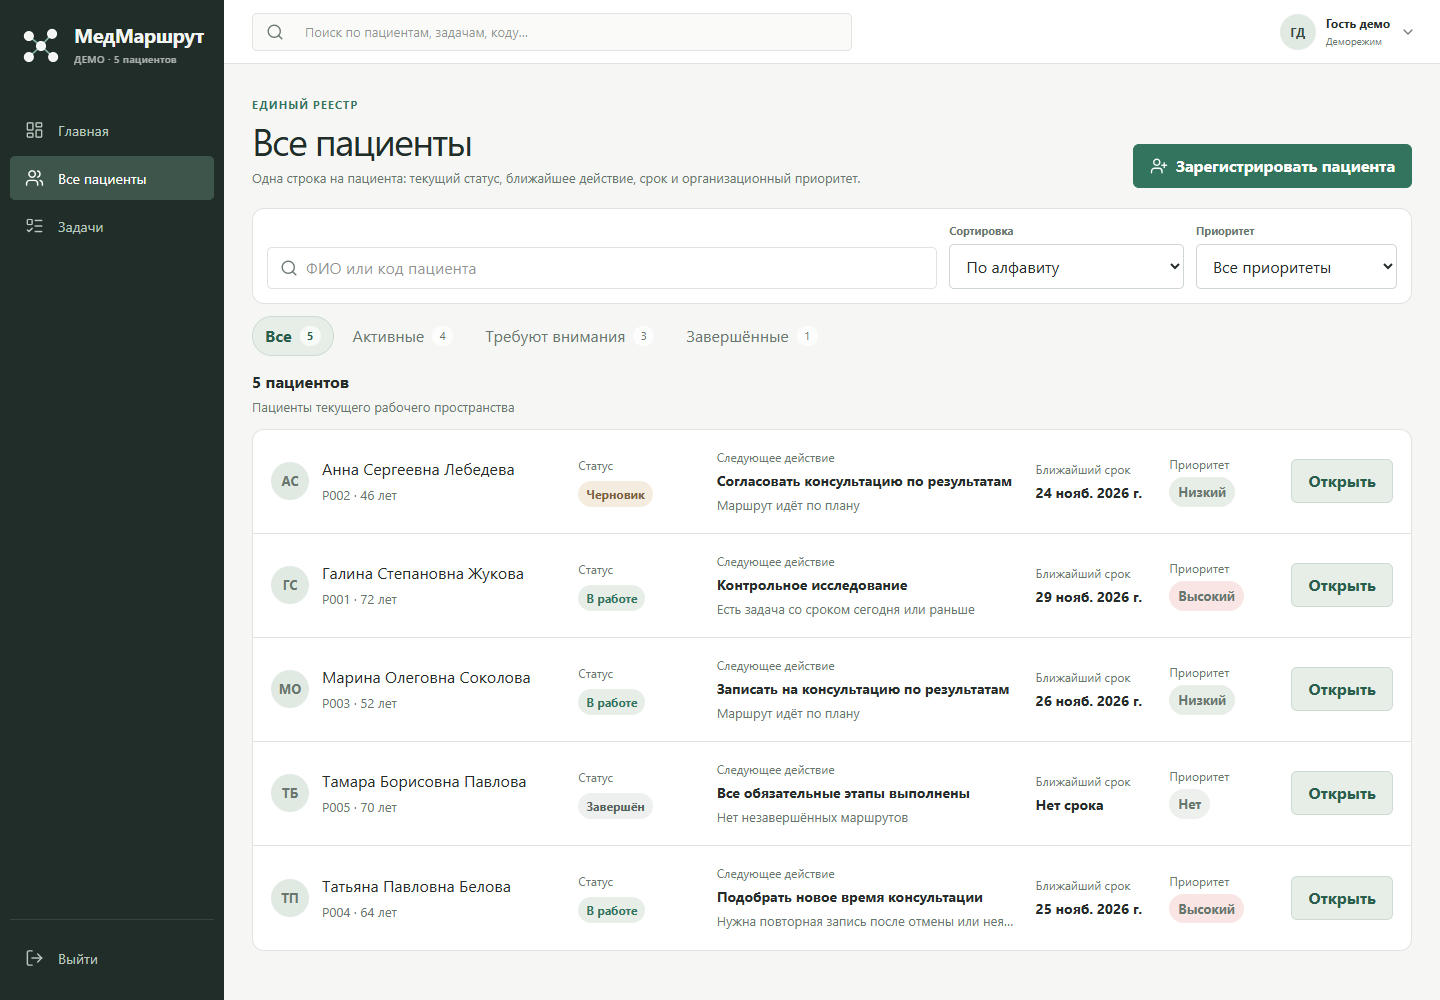 МедМаршрут
ДЕМО · 5 пациентов
Главная
Все пациенты
Задачи
Выйти
Поиск по пациентам, задачам, коду...
ГД
Гость демо
Деморежим
ЕДИНЫЙ РЕЕСТР
Все пациенты
Одна строка на пациента: текущий статус, ближайшее действие, срок и организационный приоритет.
Зарегистрировать пациента
ФИО или код пациента
Сортировка
По алфавиту
Приоритет
Все приоритеты
Все 5
Активные 4
Требуют внимания 3
Завершённые 1
5 пациентов
Пациенты текущего рабочего пространства
АС
Анна Сергеевна Лебедева
P002 · 46 лет
Статус
Черновик
Следующее действие
Согласовать консультацию по результатам
Маршрут идёт по плану
Ближайший срок
24 нояб. 2026 г.
Приоритет
Низкий
Открыть
ГС
Галина Степановна Жукова
P001 · 72 лет
Статус
В работе
Следующее действие
Контрольное исследование
Есть задача со сроком сегодня или раньше
Ближайший срок
29 нояб. 2026 г.
Приоритет
Высокий
Открыть
МО
Марина Олеговна Соколова
P003 · 52 лет
Статус
В работе
Следующее действие
Записать на консультацию по результатам
Маршрут идёт по плану
Ближайший срок
26 нояб. 2026 г.
Приоритет
Низкий
Открыть
ТБ
Тамара Борисовна Павлова
P005 · 70 лет
Статус
Завершён
Следующее действие
Все обязательные этапы выполнены
Нет незавершённых маршрутов
Ближайший срок
Нет срока
Приоритет
Нет
Открыть
ТП
Татьяна Павловна Белова
P004 · 64 лет
Статус
В работе
Следующее действие
Подобрать новое время консультации
Нужна повторная запись после отмены или нея...
Ближайший срок
25 нояб. 2026 г.
Приоритет
Высокий
Открыть